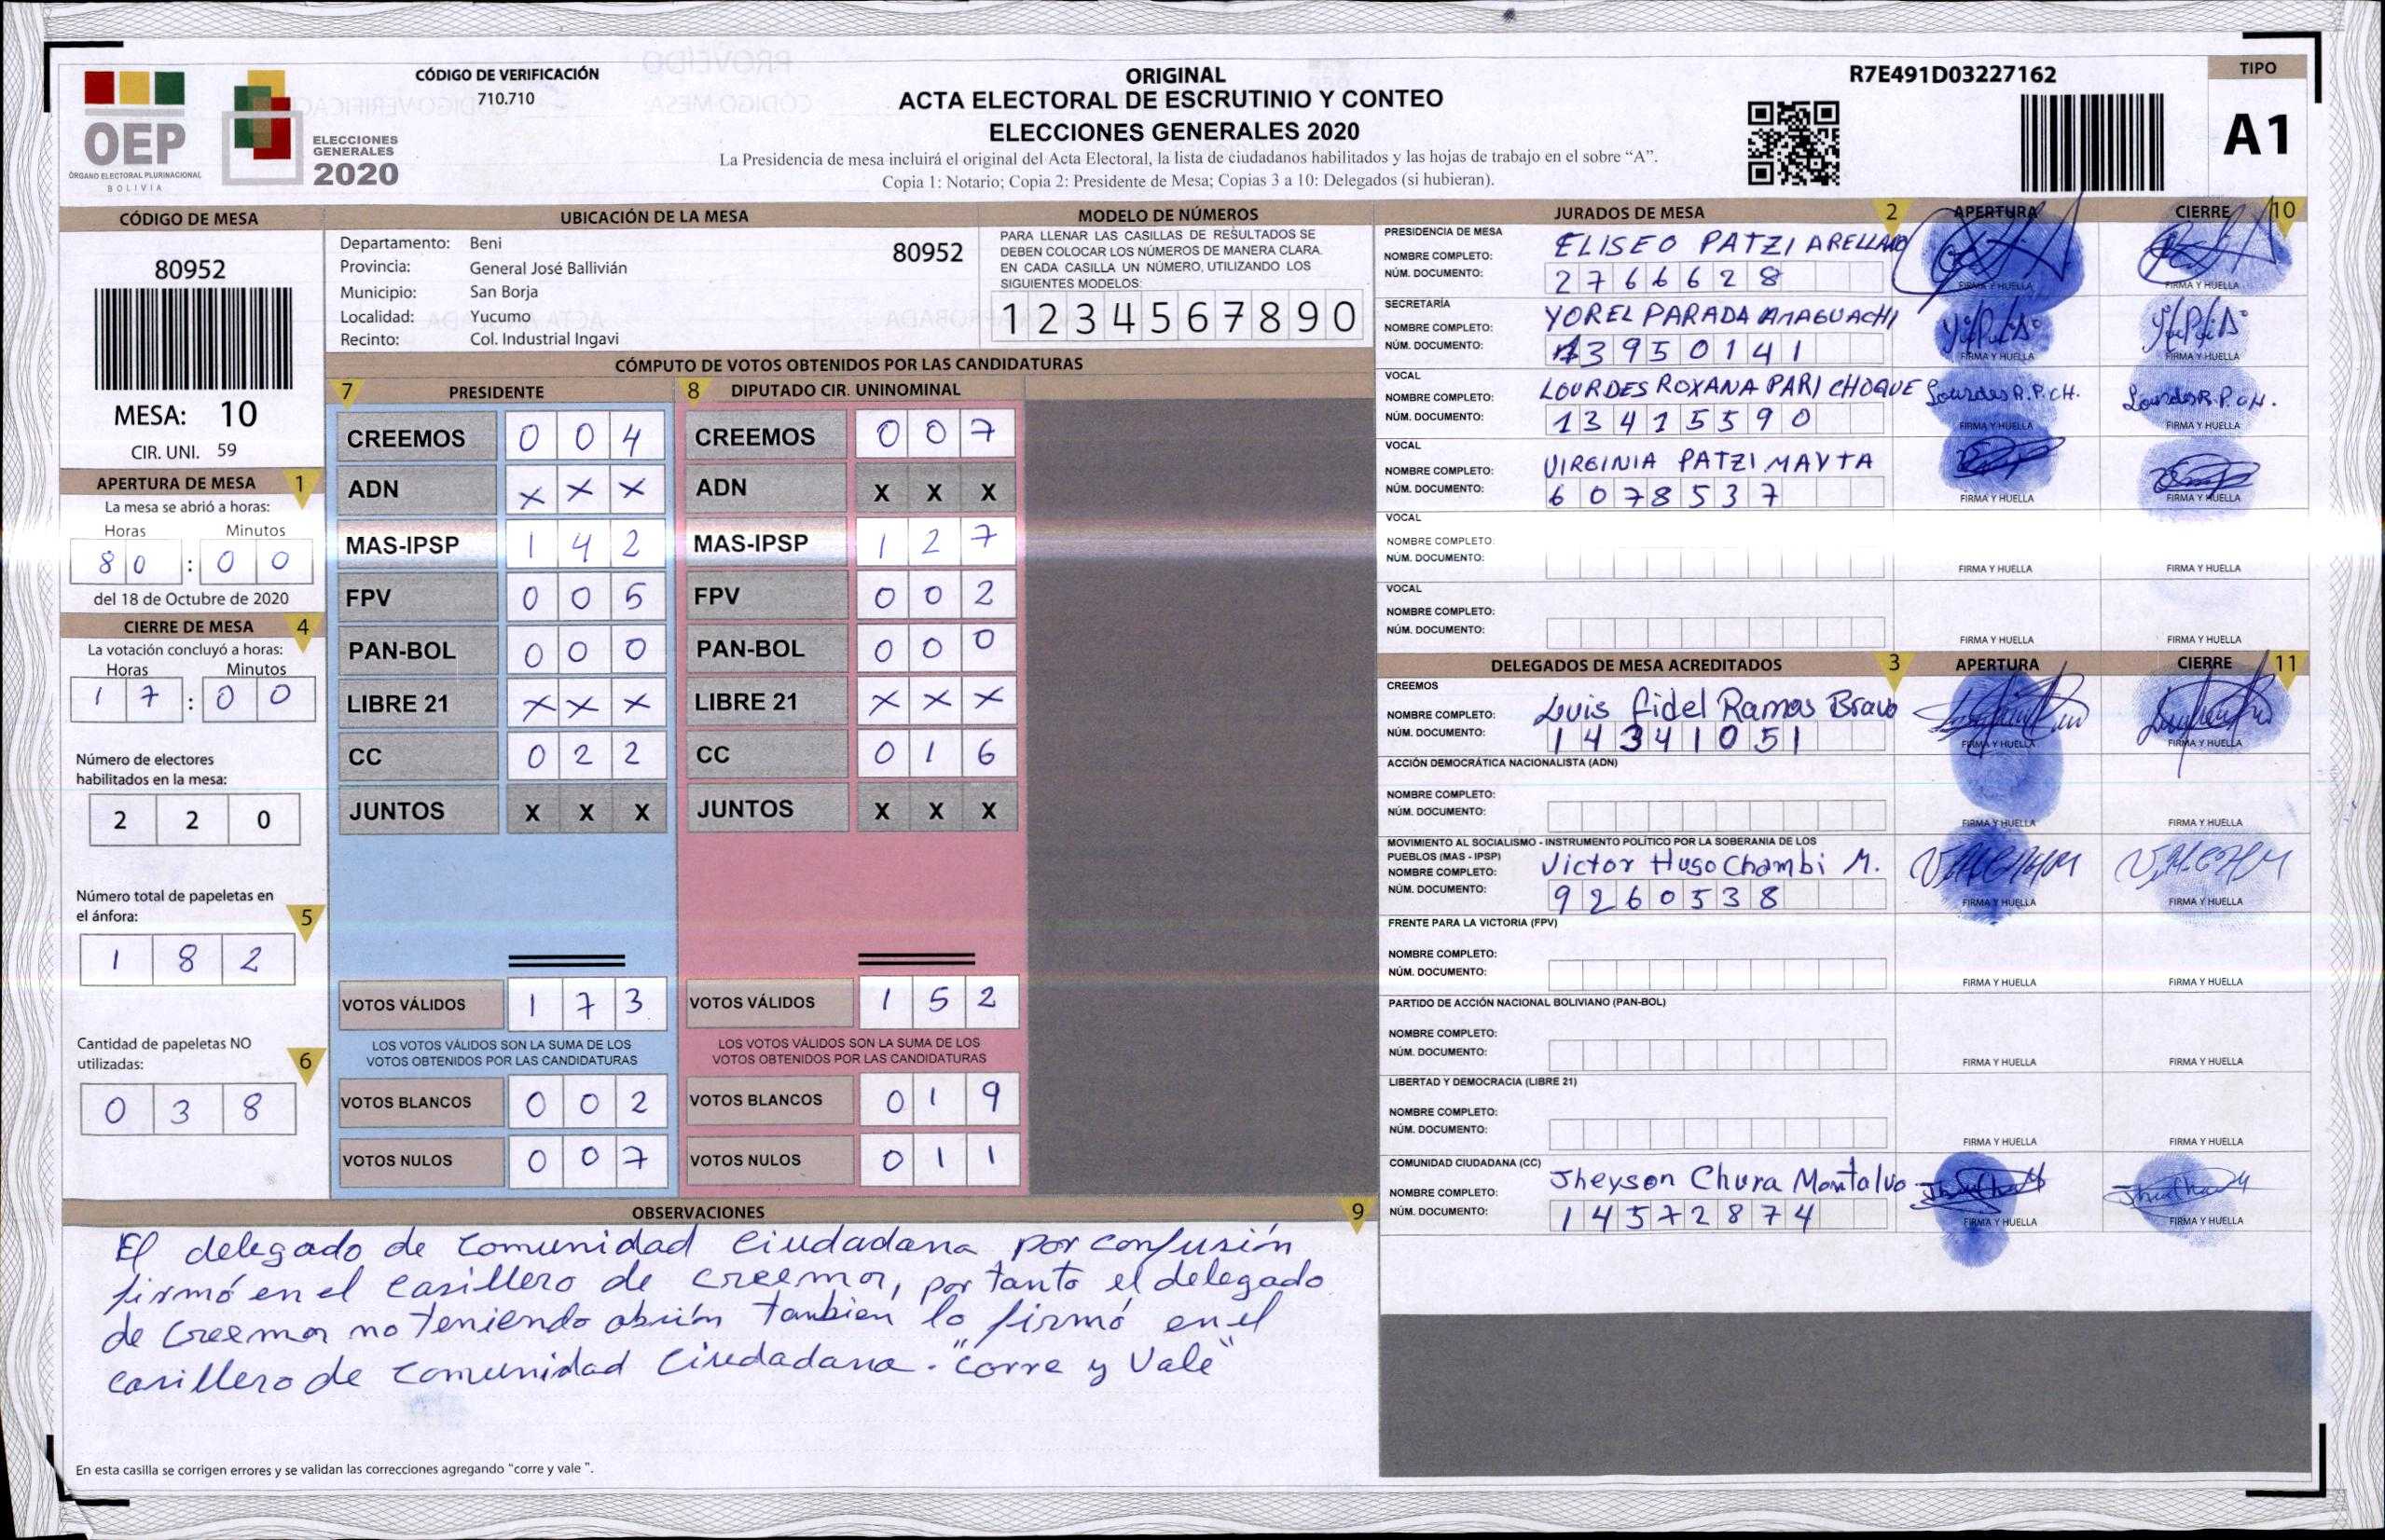 CÓDIGO DE VERIFICACIÓN
710.710
OEP
ÓRGANO ELECTORAL PLURINACIONAL
BOLIVIA
ELECCIONES
GENERALES
2020
ORIGINAL
ACTA ELECTORAL DE ESCRUTINIO Y CONTEO
ELECCIONES GENERALES 2020
La Presidencia de mesa incluirá el original del Acta Electoral, la lista de ciudadanos habilitados y las hojas de trabajo en el sobre “A”.
Copia 1: Notario; Copia 2: Presidente de Mesa; Copias 3 a 10: Delegados (si hubieran).
R7E491D03227162
TIPO
A1
CÓDIGO DE MESA
80952
MESA: 10
CIR. UNI. 59
UBICACIÓN DE LA MESA
Departamento: Beni
80952
Provincia: General José Ballivián
Municipio: San Borja
Localidad: Yucumo
Recinto: Col. Industrial Ingavi
MODELO DE NÚMEROS
PARA LLENAR LAS CASILLAS DE RESULTADOS SE
DEBEN COLOCAR LOS NÚMEROS DE MANERA CLARA.
EN CADA CASILLA UN NÚMERO, UTILIZANDO LOS
SIGUIENTES MODELOS:
1 2 3 4 5 6 7 8 9 0
APERTURA DE MESA 1
La mesa se abrió a horas:
Horas Minutos
8 0 : 0 0
del 18 de Octubre de 2020
CIERRE DE MESA 4
La votación concluyó a horas:
Horas Minutos
1 7 : 0 0
Número de electores
habilitados en la mesa:
2 2 0
Número total de papeletas en
el ánfora:
5
1 8 2
Cantidad de papeletas NO
utilizadas:
6
0 3 8
CÓMPUTO DE VOTOS OBTENIDOS POR LAS CANDIDATURAS
7 PRESIDENTE
CREEMOS 0 0 4
ADN X X X
MAS-IPSP 1 4 2
FPV 0 0 5
PAN-BOL 0 0 0
LIBRE 21 X X X
CC 0 2 2
JUNTOS X X X
VOTOS VÁLIDOS 1 7 3
LOS VOTOS VÁLIDOS SON LA SUMA DE LOS
VOTOS OBTENIDOS POR LAS CANDIDATURAS
VOTOS BLANCOS 0 0 2
VOTOS NULOS 0 0 7
8 DIPUTADO CIR. UNINOMINAL
CREEMOS 0 0 7
ADN X X X
MAS-IPSP 1 2 7
FPV 0 0 2
PAN-BOL 0 0 0
LIBRE 21 X X X
CC 0 1 6
JUNTOS X X X
VOTOS VÁLIDOS 1 5 2
LOS VOTOS VÁLIDOS SON LA SUMA DE LOS
VOTOS OBTENIDOS POR LAS CANDIDATURAS
VOTOS BLANCOS 0 1 9
VOTOS NULOS 0 1 1
OBSERVACIONES 9
El delegado de Comunidad Ciudadana por confusión
firmó en el casillero de creemos, por tanto el delegado
de Creemos no teniendo obción tambien lo firmó en el
casillero de Comunidad Ciudadana. "Corre y Vale"
En esta casilla se corrigen errores y se validan las correcciones agregando “corre y vale ”.
JURADOS DE MESA 2 APERTURA CIERRE 10
PRESIDENCIA DE MESA
NOMBRE COMPLETO: ELISEO PATZI ARELLANO
NÚM. DOCUMENTO: 2766628
FIRMA Y HUELLA FIRMA Y HUELLA
SECRETARÍA
NOMBRE COMPLETO: YOREL PARADA AMAGUACHI
NÚM. DOCUMENTO: 3950141
FIRMA Y HUELLA FIRMA Y HUELLA
VOCAL
NOMBRE COMPLETO: LOURDES ROXANA PARI CHOQUE Lourdes R.P.CH. Lourdes R.P.CH.
NÚM. DOCUMENTO: 13415590
FIRMA Y HUELLA FIRMA Y HUELLA
VOCAL
NOMBRE COMPLETO: VIRGINIA PATZI MAYTA
NÚM. DOCUMENTO: 6078537
FIRMA Y HUELLA FIRMA Y HUELLA
VOCAL
NOMBRE COMPLETO:
NÚM. DOCUMENTO:
FIRMA Y HUELLA FIRMA Y HUELLA
VOCAL
NOMBRE COMPLETO:
NÚM. DOCUMENTO:
FIRMA Y HUELLA FIRMA Y HUELLA
DELEGADOS DE MESA ACREDITADOS 3 APERTURA CIERRE 11
CREEMOS
NOMBRE COMPLETO: Luis fidel Ramos Bravo
NÚM. DOCUMENTO: 14341051
FIRMA Y HUELLA FIRMA Y HUELLA
ACCIÓN DEMOCRÁTICA NACIONALISTA (ADN)
NOMBRE COMPLETO:
NÚM. DOCUMENTO:
FIRMA Y HUELLA FIRMA Y HUELLA
MOVIMIENTO AL SOCIALISMO - INSTRUMENTO POLÍTICO POR LA SOBERANIA DE LOS
PUEBLOS (MAS - IPSP)
NOMBRE COMPLETO: Victor Hugo Chambi M.
NÚM. DOCUMENTO: 9260538
FIRMA Y HUELLA FIRMA Y HUELLA
FRENTE PARA LA VICTORIA (FPV)
NOMBRE COMPLETO:
NÚM. DOCUMENTO:
FIRMA Y HUELLA FIRMA Y HUELLA
PARTIDO DE ACCIÓN NACIONAL BOLIVIANO (PAN-BOL)
NOMBRE COMPLETO:
NÚM. DOCUMENTO:
FIRMA Y HUELLA FIRMA Y HUELLA
LIBERTAD Y DEMOCRACIA (LIBRE 21)
NOMBRE COMPLETO:
NÚM. DOCUMENTO:
FIRMA Y HUELLA FIRMA Y HUELLA
COMUNIDAD CIUDADANA (CC)
NOMBRE COMPLETO: Jheyson Chura Montalvo
NÚM. DOCUMENTO: 14572874
FIRMA Y HUELLA FIRMA Y HUELLA